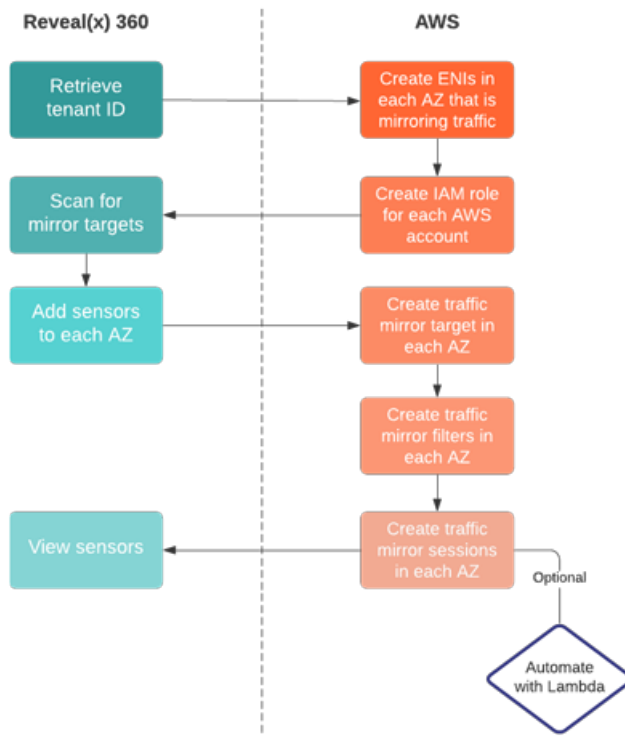 Reveal(x) 360
AWS
Retrieve
tenant ID
Create ENIs in
each AZ that is
mirroring traffic
Scan for
mirror targets
Create IAM role
for each AWS
account
Add sensors
to each AZ
Create traffic
mirror target in
each AZ
Create traffic
mirror filters in
each AZ
View sensors
Create traffic
mirror sessions
in each AZ
Optional
Automate
with Lambda